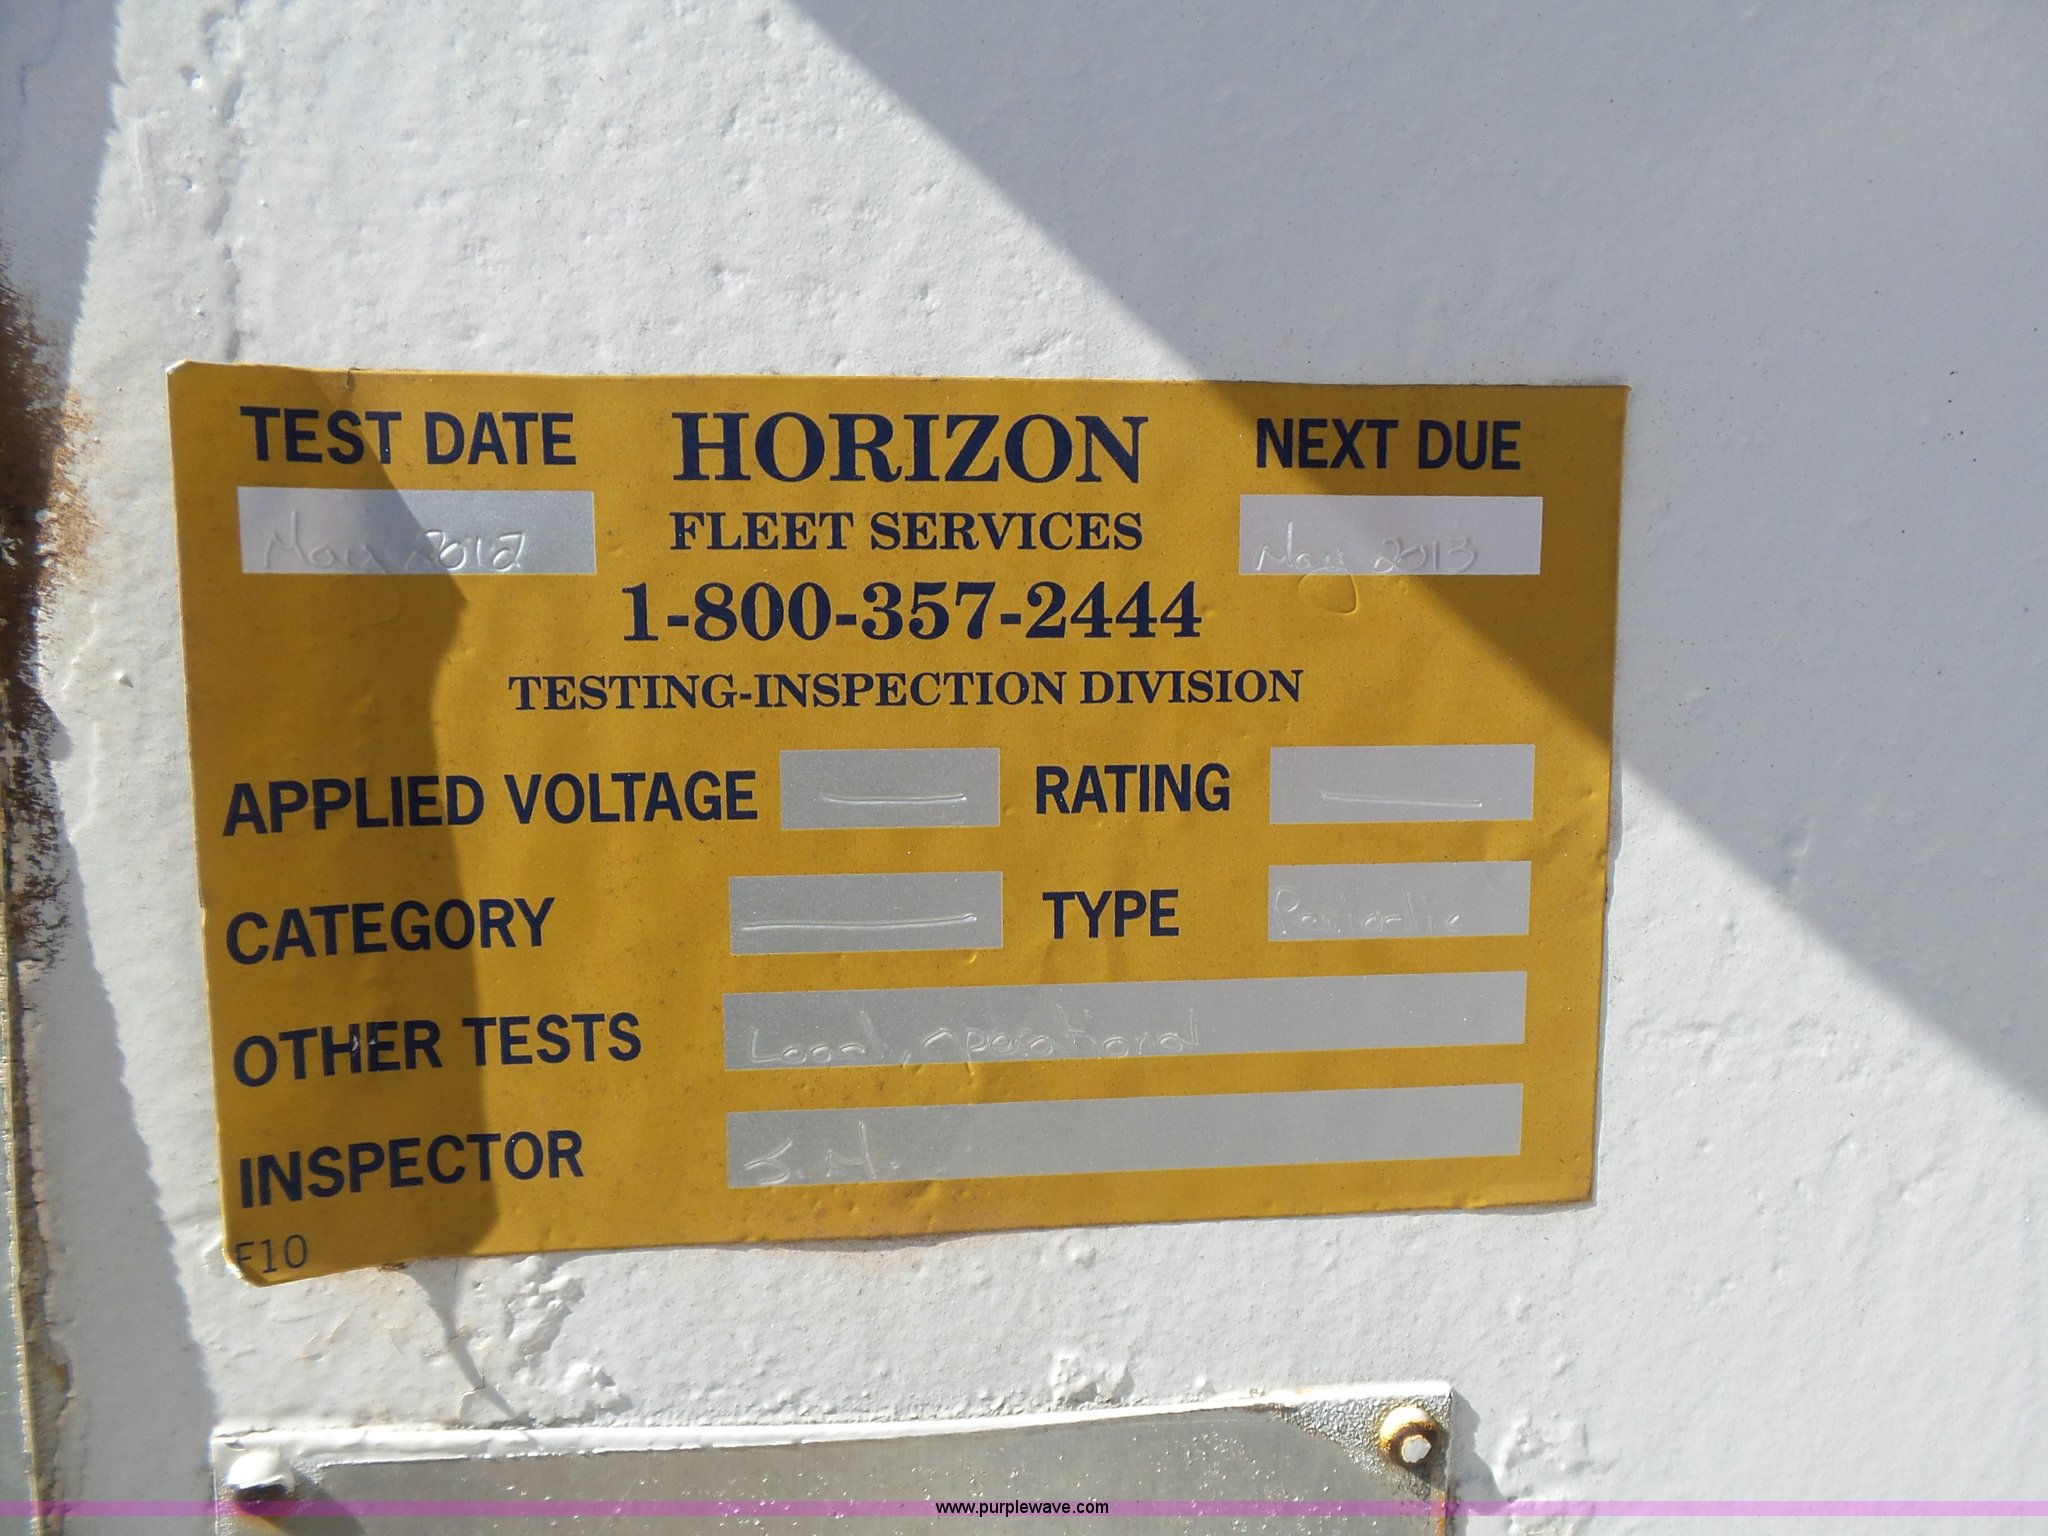 TEST DATE HORIZON NEXT DUE
May 2012 FLEET SERVICES May 2013
1-800-357-2444
TESTING-INSPECTION DIVISION
APPLIED VOLTAGE — RATING —
CATEGORY — TYPE Periodic
OTHER TESTS Load, operational
INSPECTOR
F10
www.purplewave.com